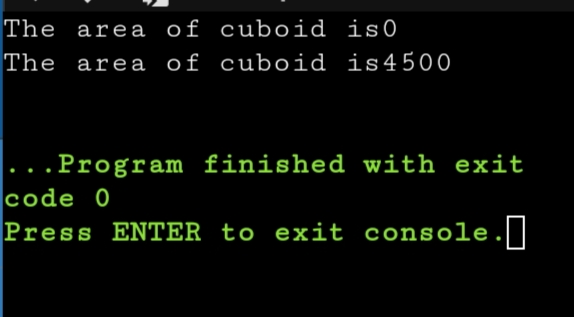 The area of cuboid is0
The area of cuboid is4500
...Program finished with exit
code 0
Press ENTER to exit console.